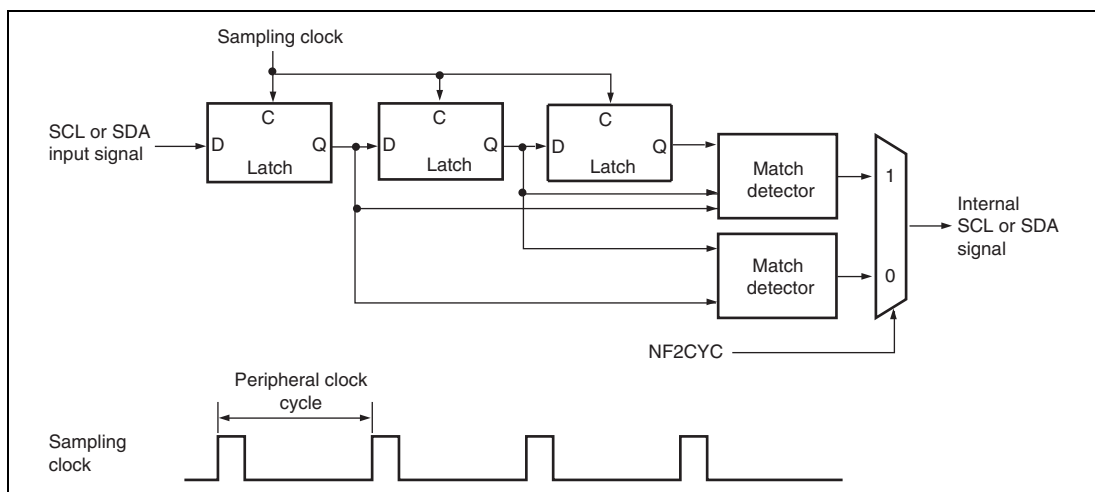 Sampling clock
SCL or SDA
input signal
D
C
Q
Latch
D
C
Q
Latch
D
C
Q
Latch
Match
detector
1
Match
detector
0
Internal
SCL or SDA
signal
NF2CYC
Peripheral clock
cycle
Sampling
clock